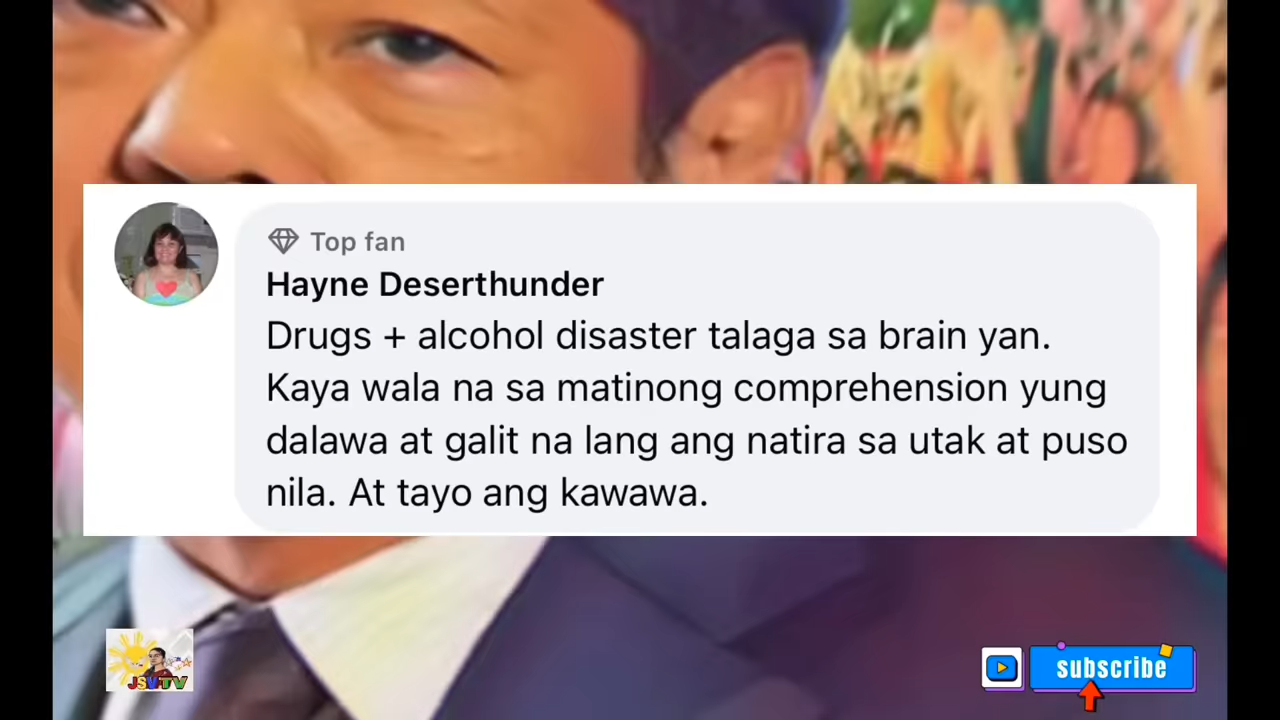 Top fan
Hayne Deserthunder
Drugs + alcohol disaster talaga sa brain yan.
Kaya wala na sa matinong comprehension yung
dalawa at galit na lang ang natira sa utak at puso
nila. At tayo ang kawawa.
JSVTV
subscribe